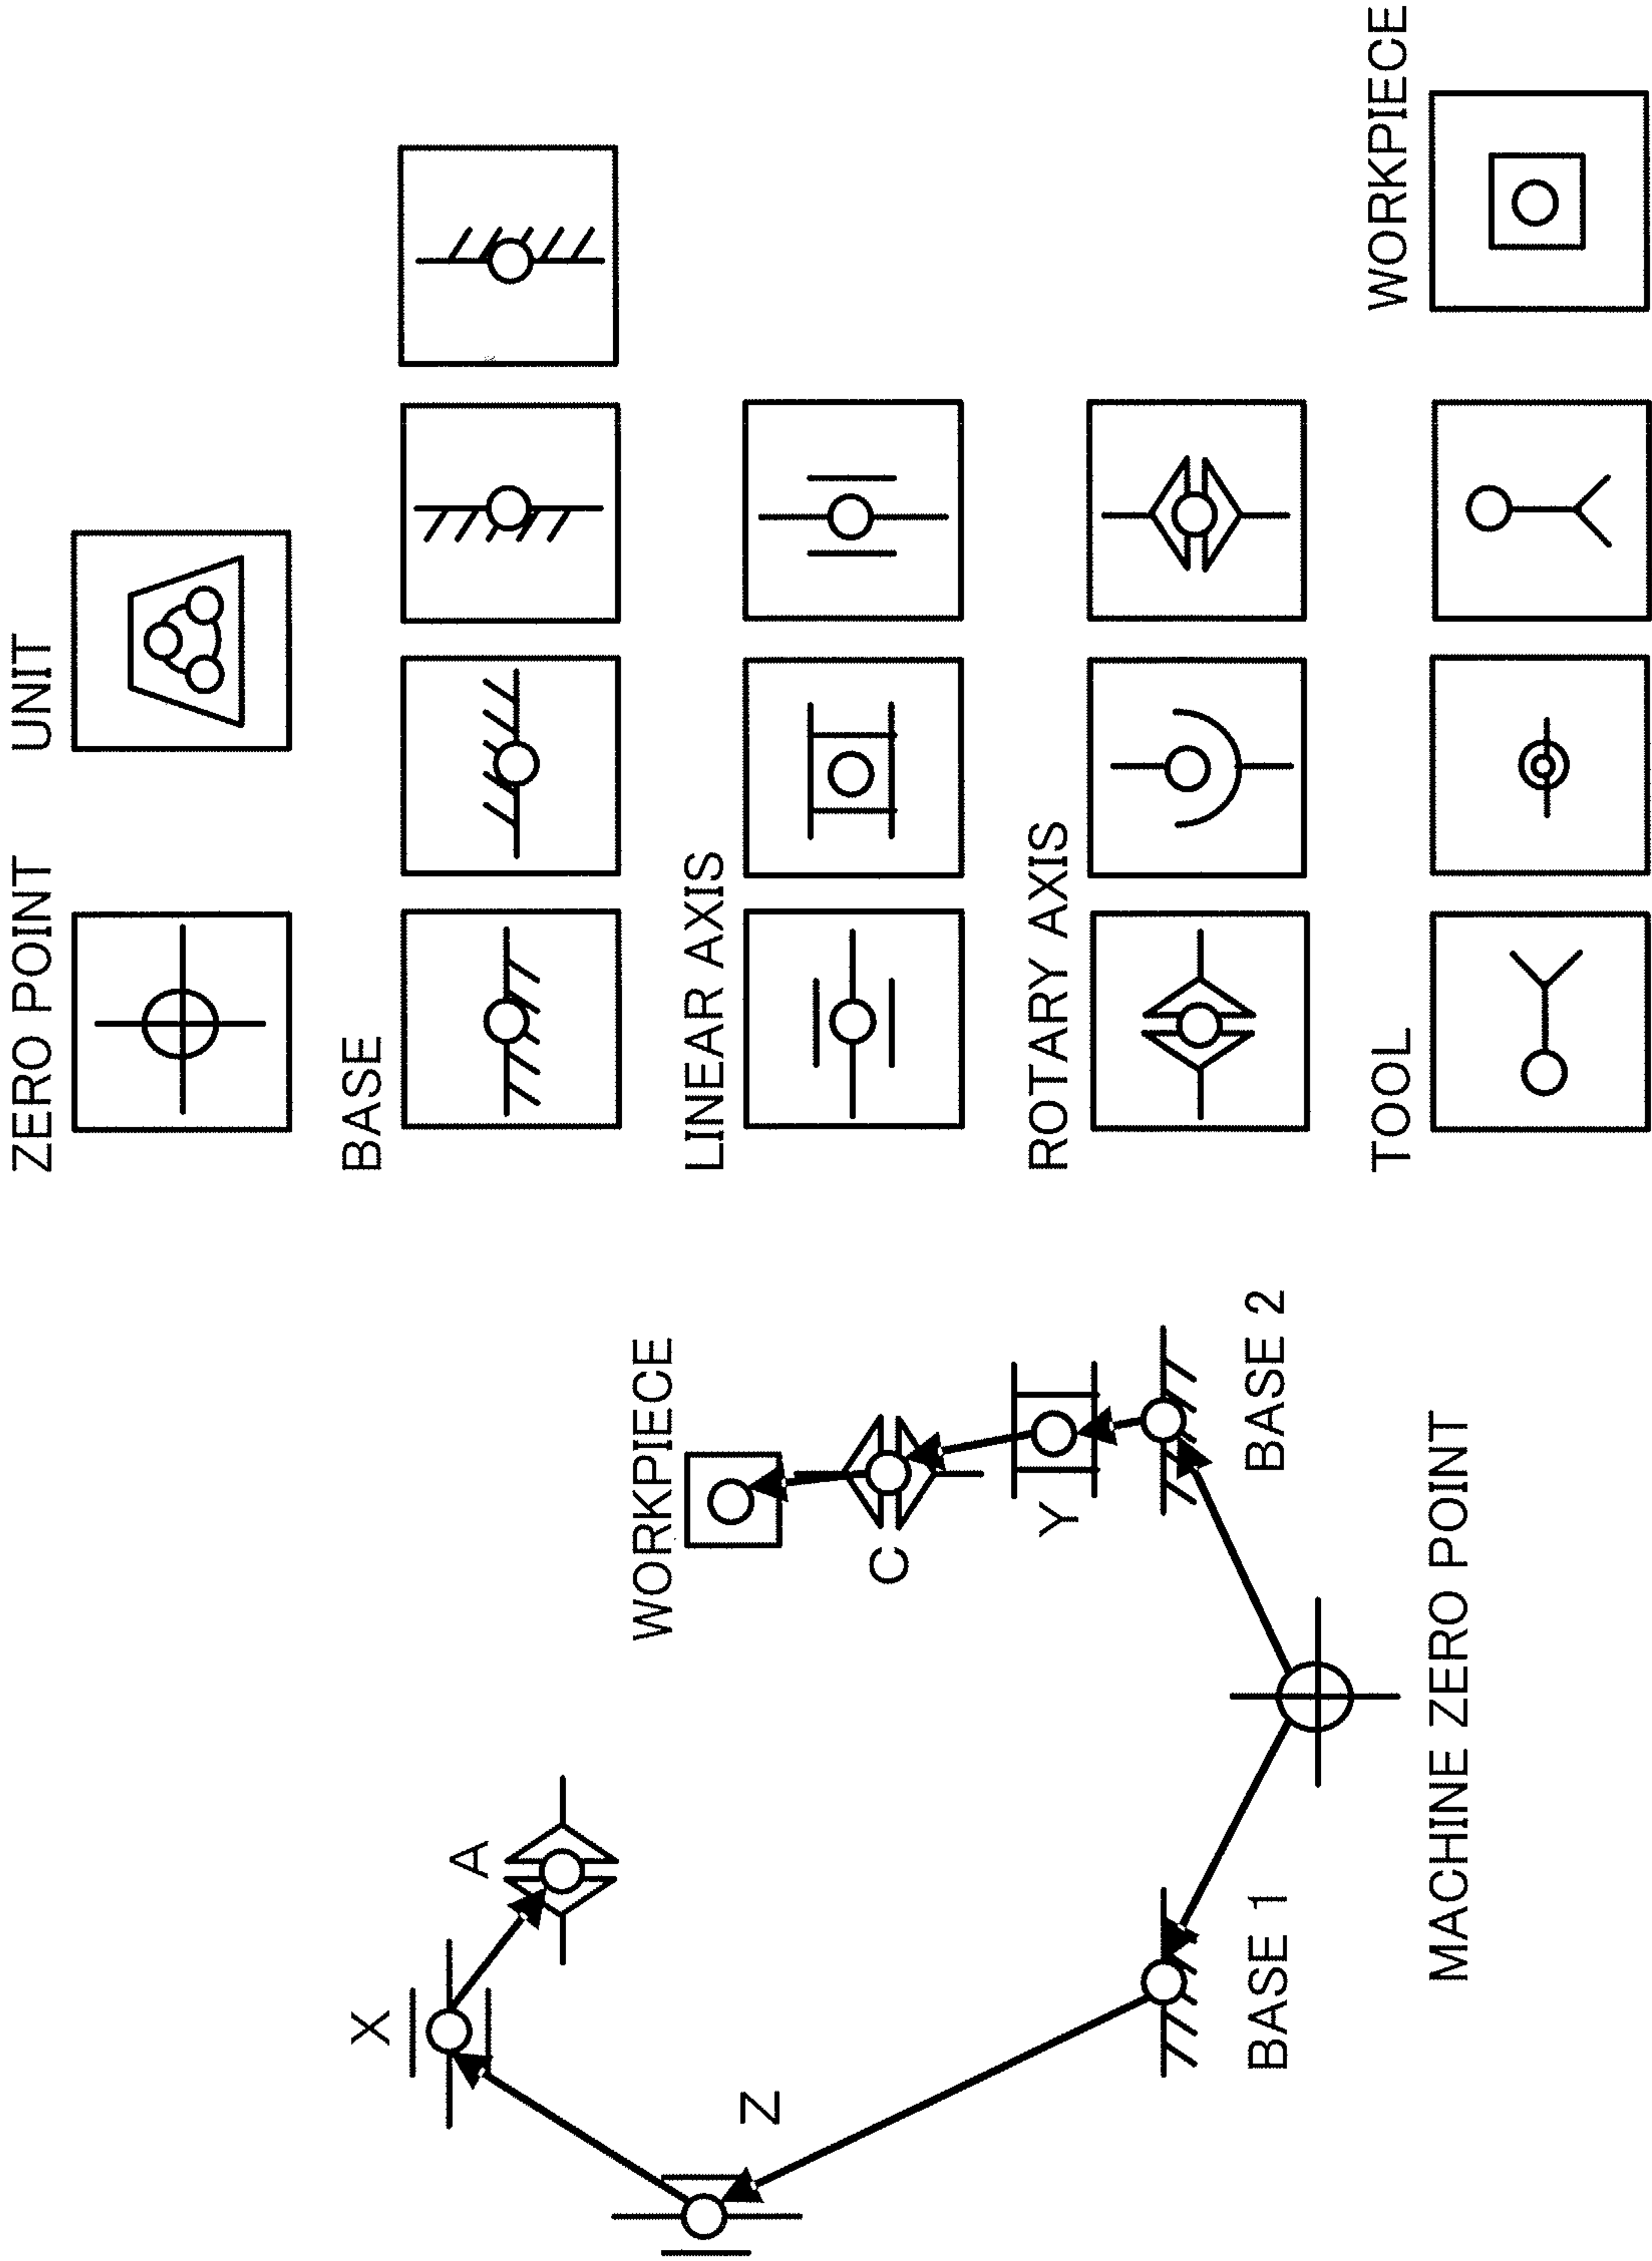 X
A
WORKPIECE
Z
C
Y
BASE 1
BASE 2
MACHINE ZERO POINT
ZERO POINT
UNIT
BASE
LINEAR AXIS
ROTARY AXIS
TOOL
WORKPIECE